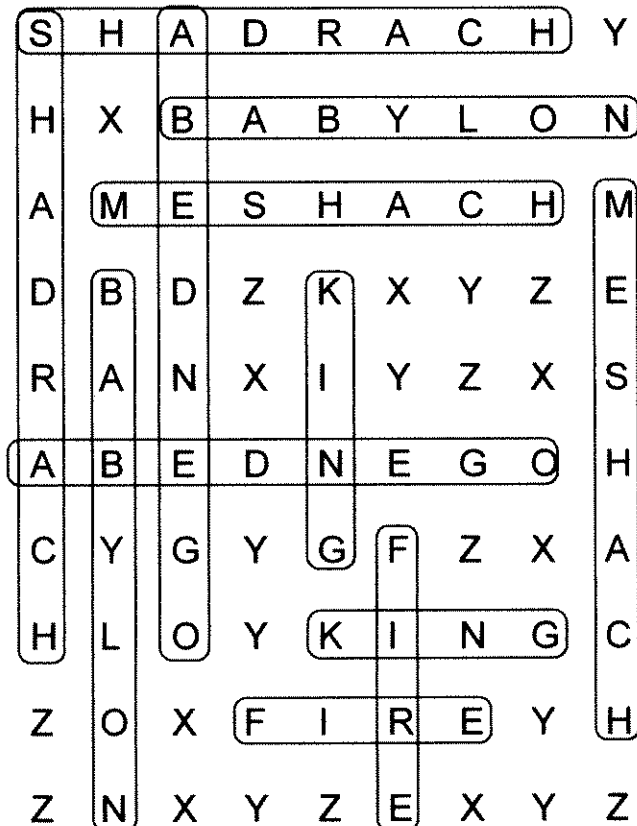 S H A D R A C H Y
H X B A B Y L O N
A M E S H A C H M
D B D Z K X Y Z E
R A N X I Y Z X S
A B E D N E G O H
C Y G Y G F Z X A
H L O Y K I N G C
Z O X F I R E Y H
Z N X Y Z E X Y Z